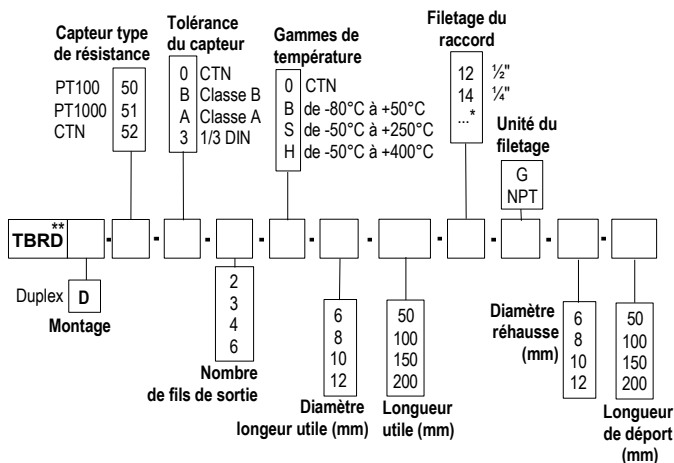 Capteur type
de résistance
PT100 50
PT1000 51
CTN 52
Tolérance
du capteur
0 CTN
B Classe B
A Classe A
3 1/3 DIN
Gammes de
température
0 CTN
B de -80°C à +50°C
S de -50°C à +250°C
H de -50°C à +400°C
Filetage du
raccord
12 ½"
14 ¼"
...*
Unité du
filetage
G
NPT
TBRD** - - - - - - - - - -
Duplex D
Montage
2
3
4
6
Nombre
de fils de sortie
6
8
10
12
Diamètre
longeur utile (mm)
50
100
150
200
Longueur
utile (mm)
Diamètre
réhausse
(mm)
6
8
10
12
50
100
150
200
Longueur
de déport
(mm)